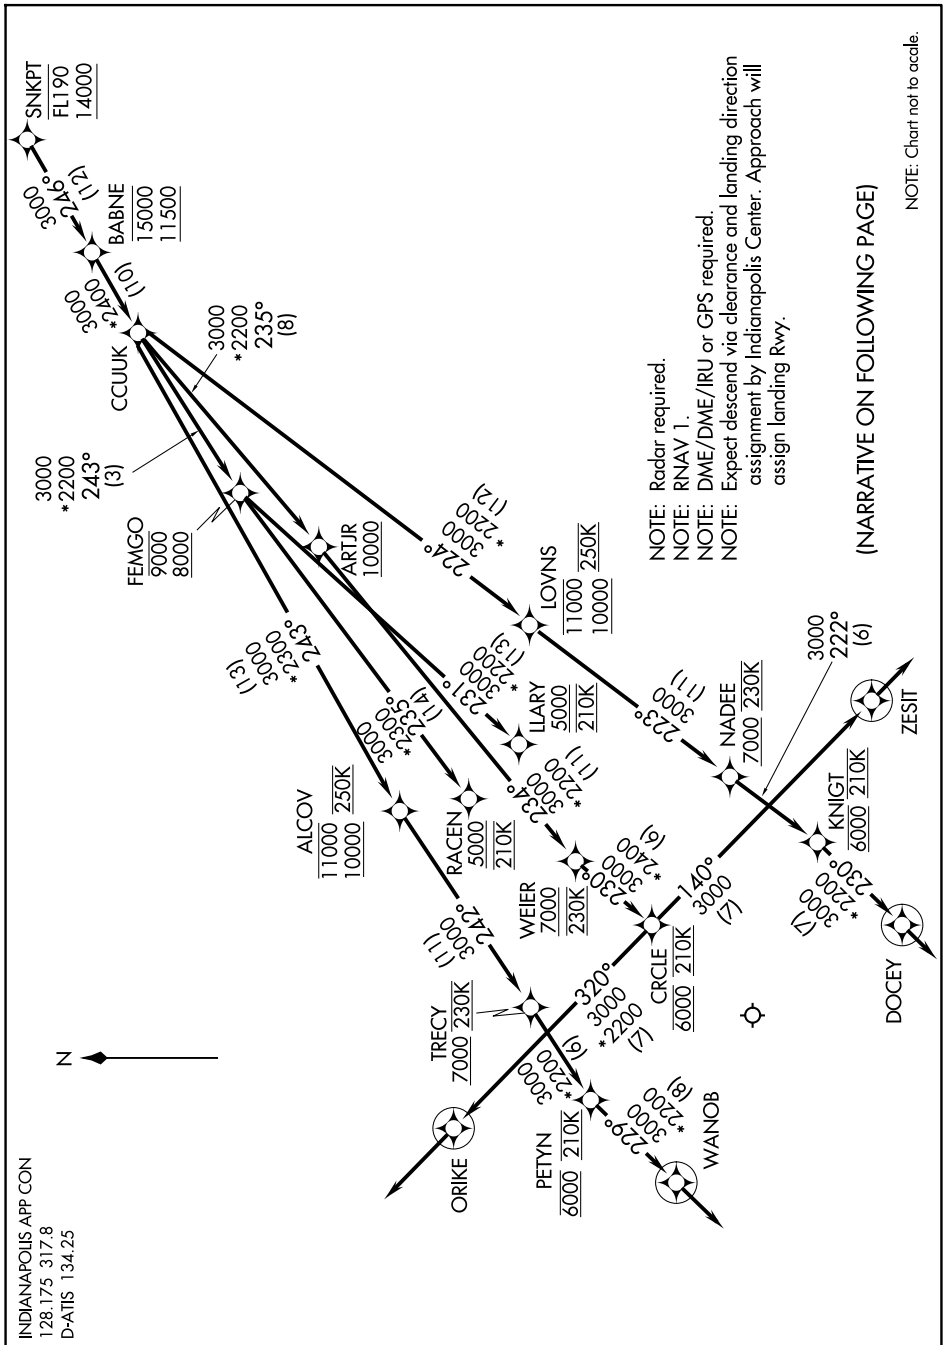 INDIANAPOLIS APP CON
128.175 317.8
D-ATIS 134.25
N
SNKPT
FL190
14000
3000
246°
(12)
BABNE
15000
11500
3000
*2400
(10)
CCUUK
3000
*2200
243°
(3)
3000
*2200
235°
(8)
FEMGO
9000
8000
ARTJR
10000
224°
3000
*2200
(12)
LOVNS
11000 250K
10000
(13)
3000
*2300
243°
ALCOV
11000 250K
10000
3000
*2300
235°
(14)
RACEN
5000
210K
231°
3000
*2200
(13)
LLARY
5000
210K
234°
3000
*2200
(11)
WEIER
7000
230K
230°
3000
*2400
(6)
CRCLE
6000 210K
223°
3000
(11)
NADEE
7000 230K
3000
222°
(6)
KNIGT
6000 210K
230°
*2200
3000
(7)
DOCEY
140°
3000
(7)
ZESIT
320°
3000
*2200
(7)
ORIKE
(11)
3000
242°
TRECY
7000 230K
3000
*2200
(6)
PETYN
6000 210K
229°
3000
*2200
(8)
WANOB
NOTE: Radar required.
NOTE: RNAV 1.
NOTE: DME/DME/IRU or GPS required.
NOTE: Expect descend via clearance and landing direction
assignment by Indianapolis Center. Approach will
assign landing Rwy.
(NARRATIVE ON FOLLOWING PAGE)
NOTE: Chart not to acale.